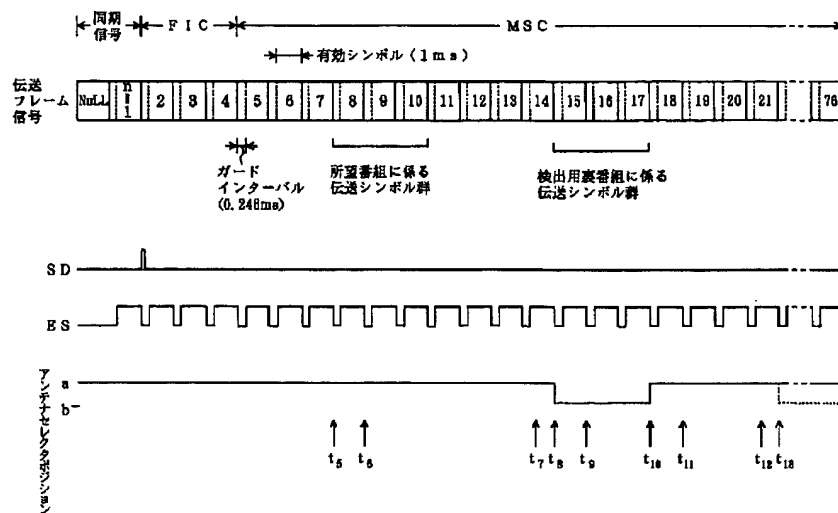 同期
信号
FIC
MSC
有効シンボル(1ms)
伝送
フレーム
信号
NuLL n=1 2 3 4 5 6 7 8 9 10 11 12 13 14 15 16 17 18 19 20 21 76
ガード
インターバル
(0.246ms)
所望番組に係る
伝送シンボル群
検出用裏番組に係る
伝送シンボル群
SD
ES
アンテナセレクタポジション
a
b
t5 t6 t7 t8 t9 t10 t11 t12 t13